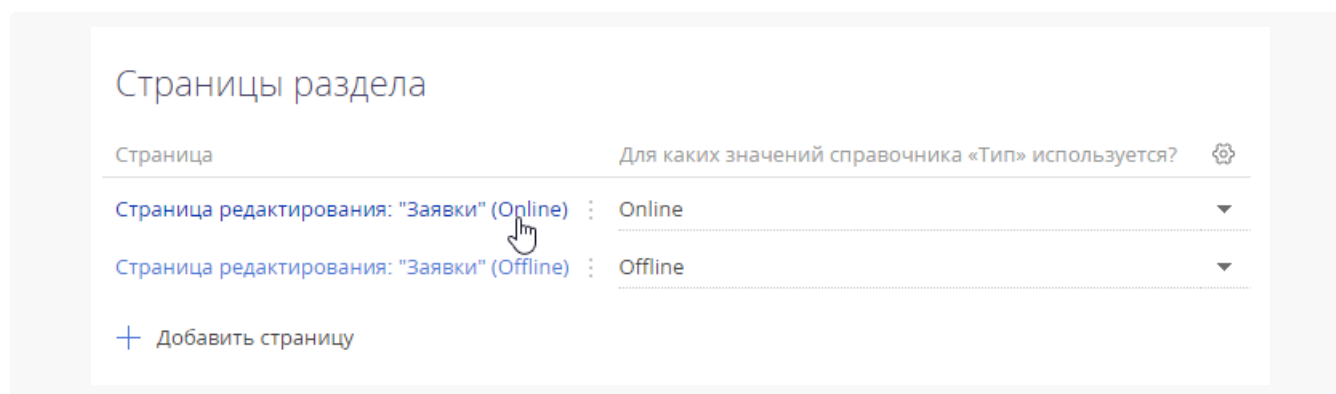 Страницы раздела
Страница Для каких значений справочника «Тип» используется?
Страница редактирования: "Заявки" (Online) Online
Страница редактирования: "Заявки" (Offline) Offline
Добавить страницу